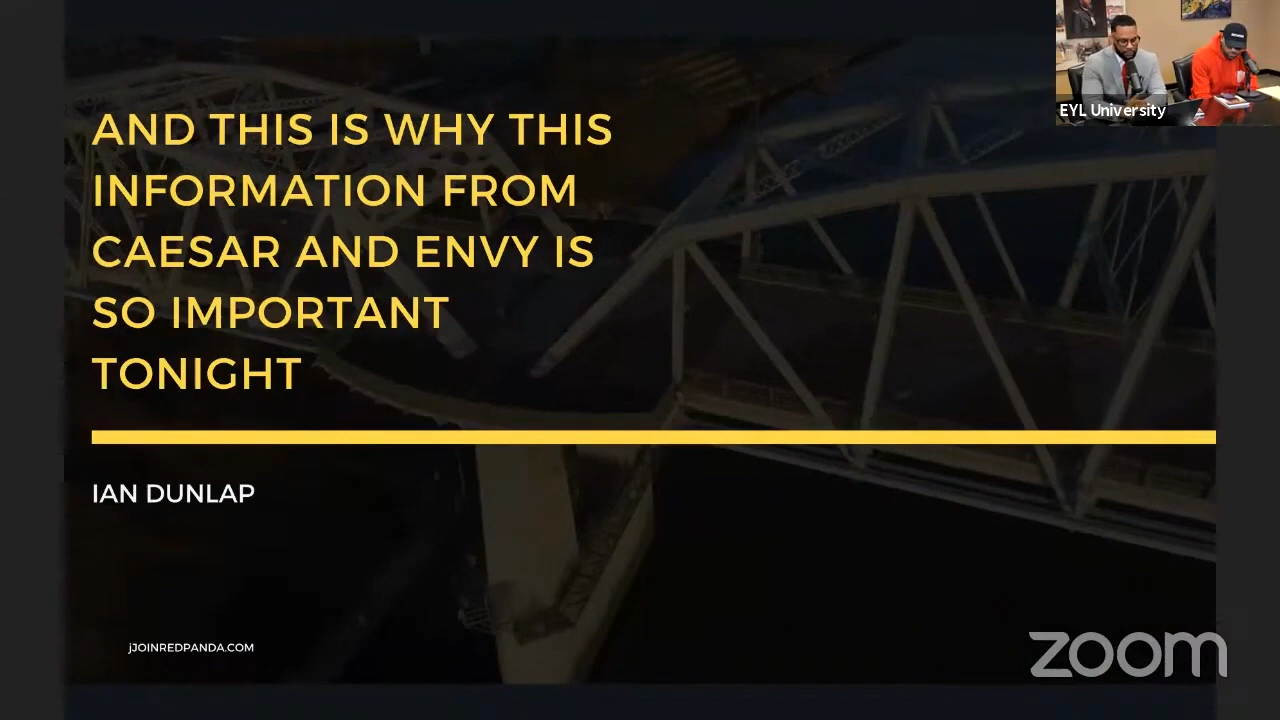 EYL University
AND THIS IS WHY THIS
INFORMATION FROM
CAESAR AND ENVY IS
SO IMPORTANT
TONIGHT
IAN DUNLAP
jJOINREDPANDA.COM
zoom